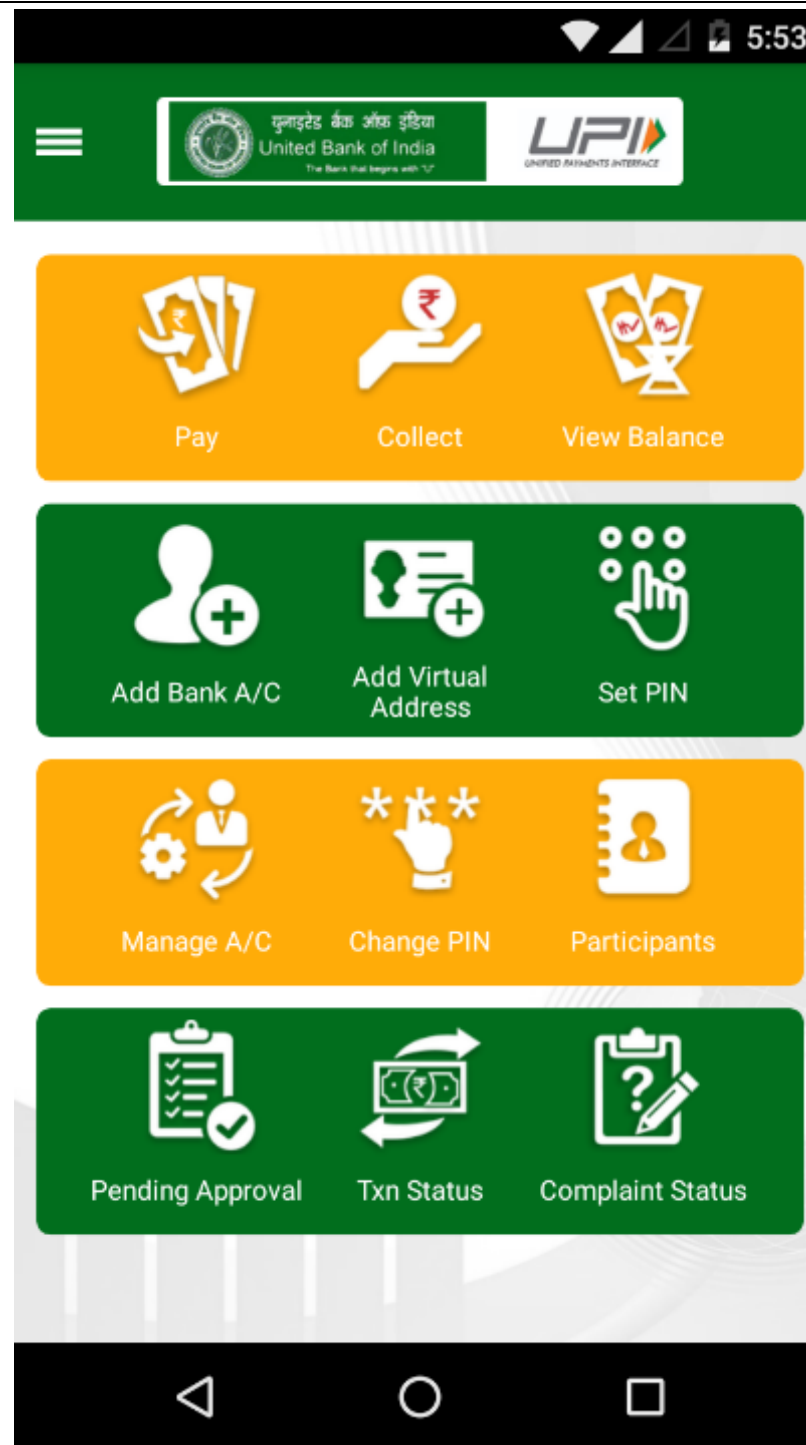 5:53
युनाइटेड बैंक ऑफ़ इंडिया
United Bank of India
The Bank that begins with "U"
UPI
UNIFIED PAYMENTS INTERFACE
₹ ₹
Pay Collect View Balance
Add Bank A/C Add Virtual Address Set PIN
* * *
Manage A/C Change PIN Participants
₹ ?
Pending Approval Txn Status Complaint Status